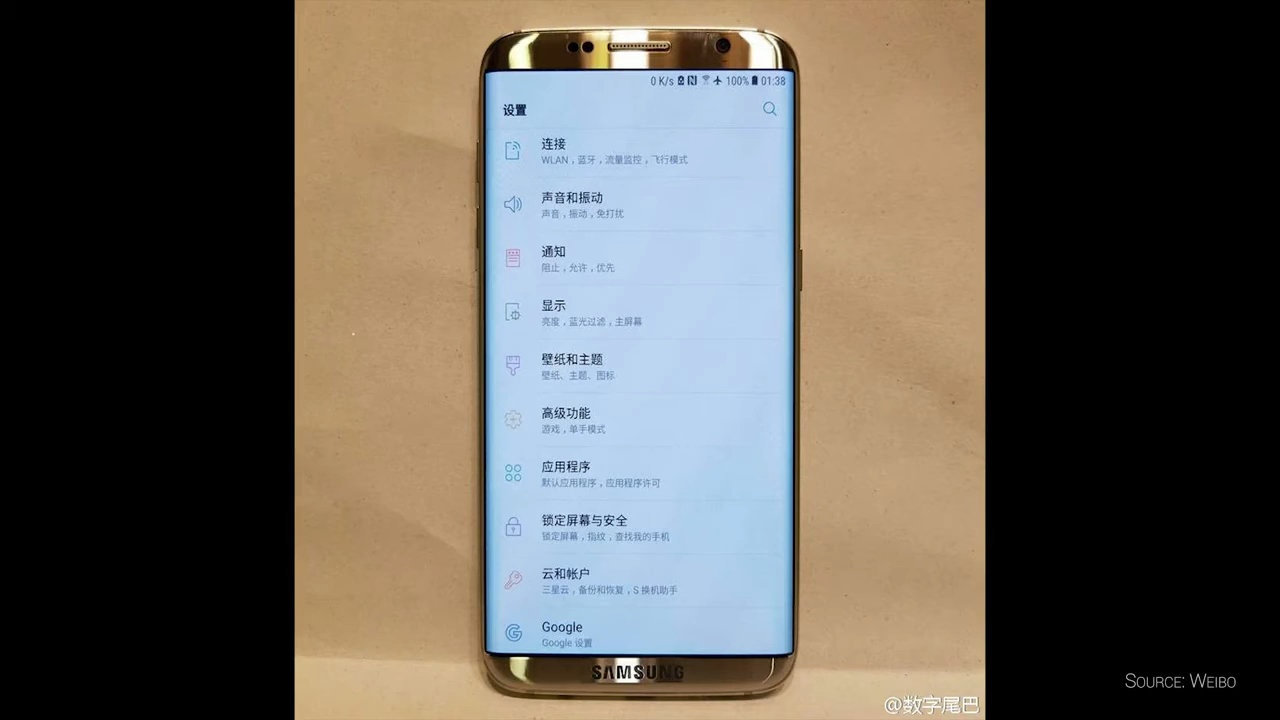 0 K/s 100% 01:38
设置
连接
WLAN，蓝牙，流量监控，飞行模式
声音和振动
声音，振动，免打扰
通知
阻止，允许，优先
显示
亮度，蓝光过滤，主屏幕
壁纸和主题
壁纸、主题、图标
高级功能
游戏，单手模式
应用程序
默认应用程序，应用程序许可
锁定屏幕与安全
锁定屏幕，指纹，查找我的手机
云和帐户
三星云，备份和恢复，S 换机助手
Google
Google 设置
SAMSUNG
SOURCE: WEIBO
@数字尾巴